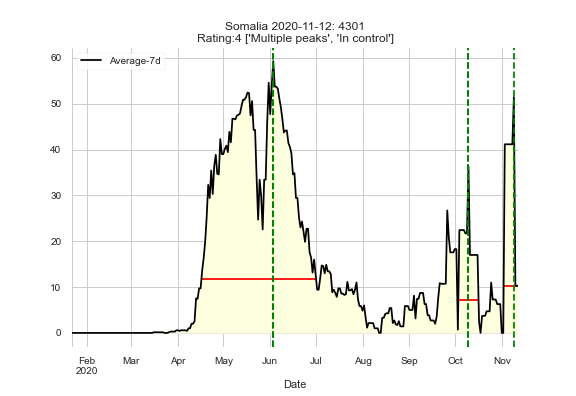 Somalia 2020-11-12: 4301
Rating:4 ['Multiple peaks', 'In control']
Average-7d
60
50
40
30
20
10
0
Feb Mar Apr May Jun Jul Aug Sep Oct Nov
2020
Date